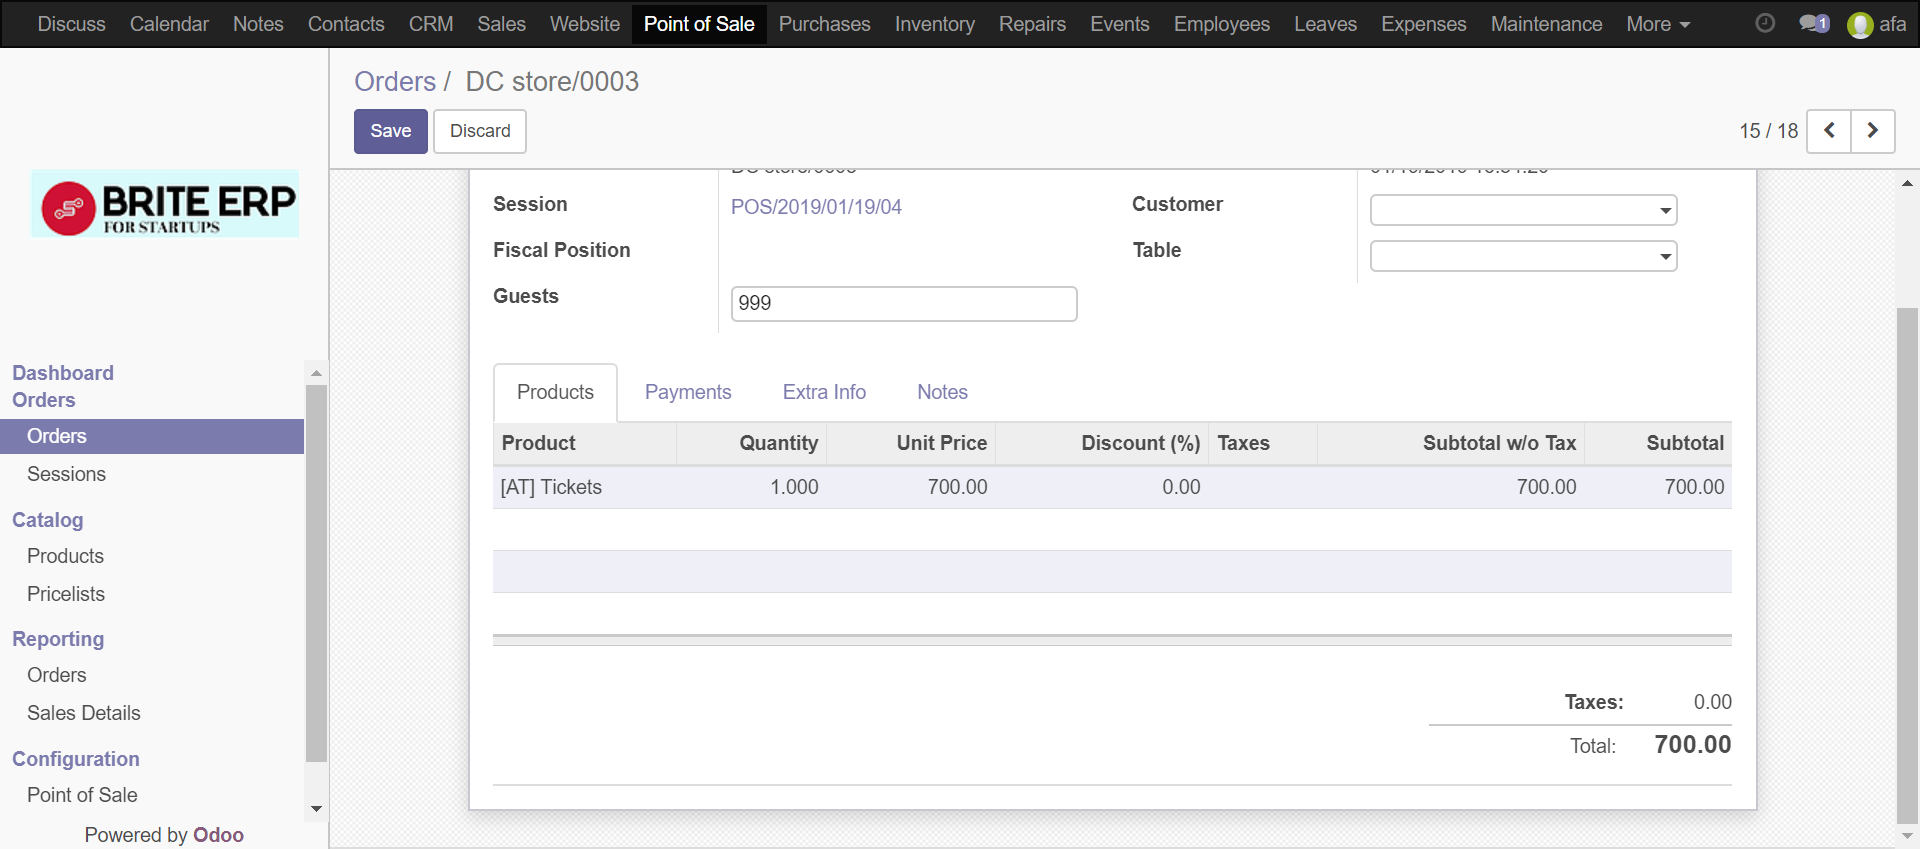 Discuss Calendar Notes Contacts CRM Sales Website Point of Sale Purchases Inventory Repairs Events Employees Leaves Expenses Maintenance More 1 afa
Orders / DC store/0003
Save Discard
15 / 18
BRITE ERP
FOR STARTUPS
Dashboard
Orders
Orders
Sessions
Catalog
Products
Pricelists
Reporting
Orders
Sales Details
Configuration
Point of Sale
Powered by Odoo
Session POS/2019/01/19/04 Customer
Fiscal Position Table
Guests 999
Products Payments Extra Info Notes
Product Quantity Unit Price Discount (%) Taxes Subtotal w/o Tax Subtotal
[AT] Tickets 1.000 700.00 0.00 700.00 700.00
Taxes: 0.00
Total: 700.00